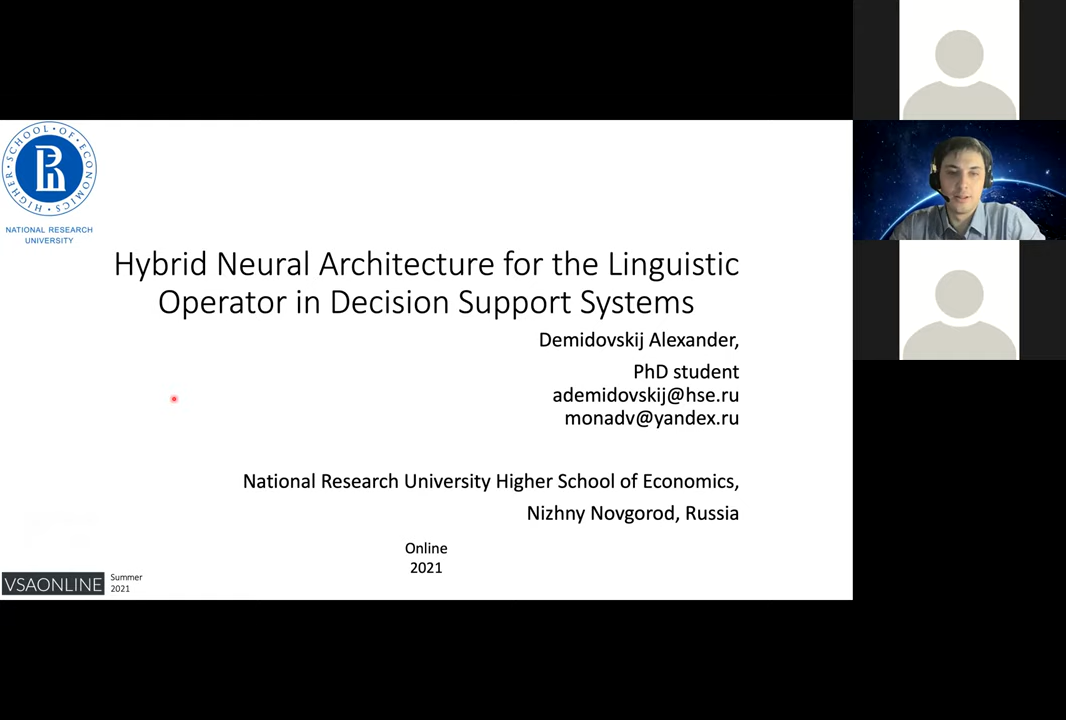 HIGHER·SCHOOL·OF·ECONOMICS·
NATIONAL RESEARCH
UNIVERSITY
Hybrid Neural Architecture for the Linguistic
Operator in Decision Support Systems
Demidovskij Alexander,
PhD student
ademidovskij@hse.ru
monadv@yandex.ru
National Research University Higher School of Economics,
Nizhny Novgorod, Russia
Online
2021
VSAONLINE
Summer
2021